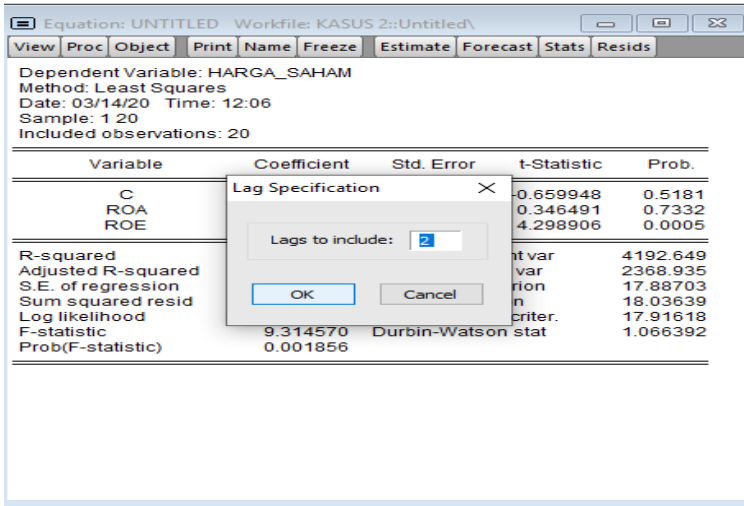 Equation: UNTITLED Workfile: KASUS 2::Untitled\
View Proc Object Print Name Freeze Estimate Forecast Stats Resids
Dependent Variable: HARGA_SAHAM
Method: Least Squares
Date: 03/14/20 Time: 12:06
Sample: 1 20
Included observations: 20
Variable Coefficient Std. Error t-Statistic Prob.
C -0.659948 0.5181
ROA 0.346491 0.7332
ROE 4.298906 0.0005
Lag Specification
Lags to include: 2
OK Cancel
R-squared nt var 4192.649
Adjusted R-squared var 2368.935
S.E. of regression rion 17.88703
Sum squared resid n 18.03639
Log likelihood criter. 17.91618
F-statistic 9.314570 Durbin-Watson stat 1.066392
Prob(F-statistic) 0.001856